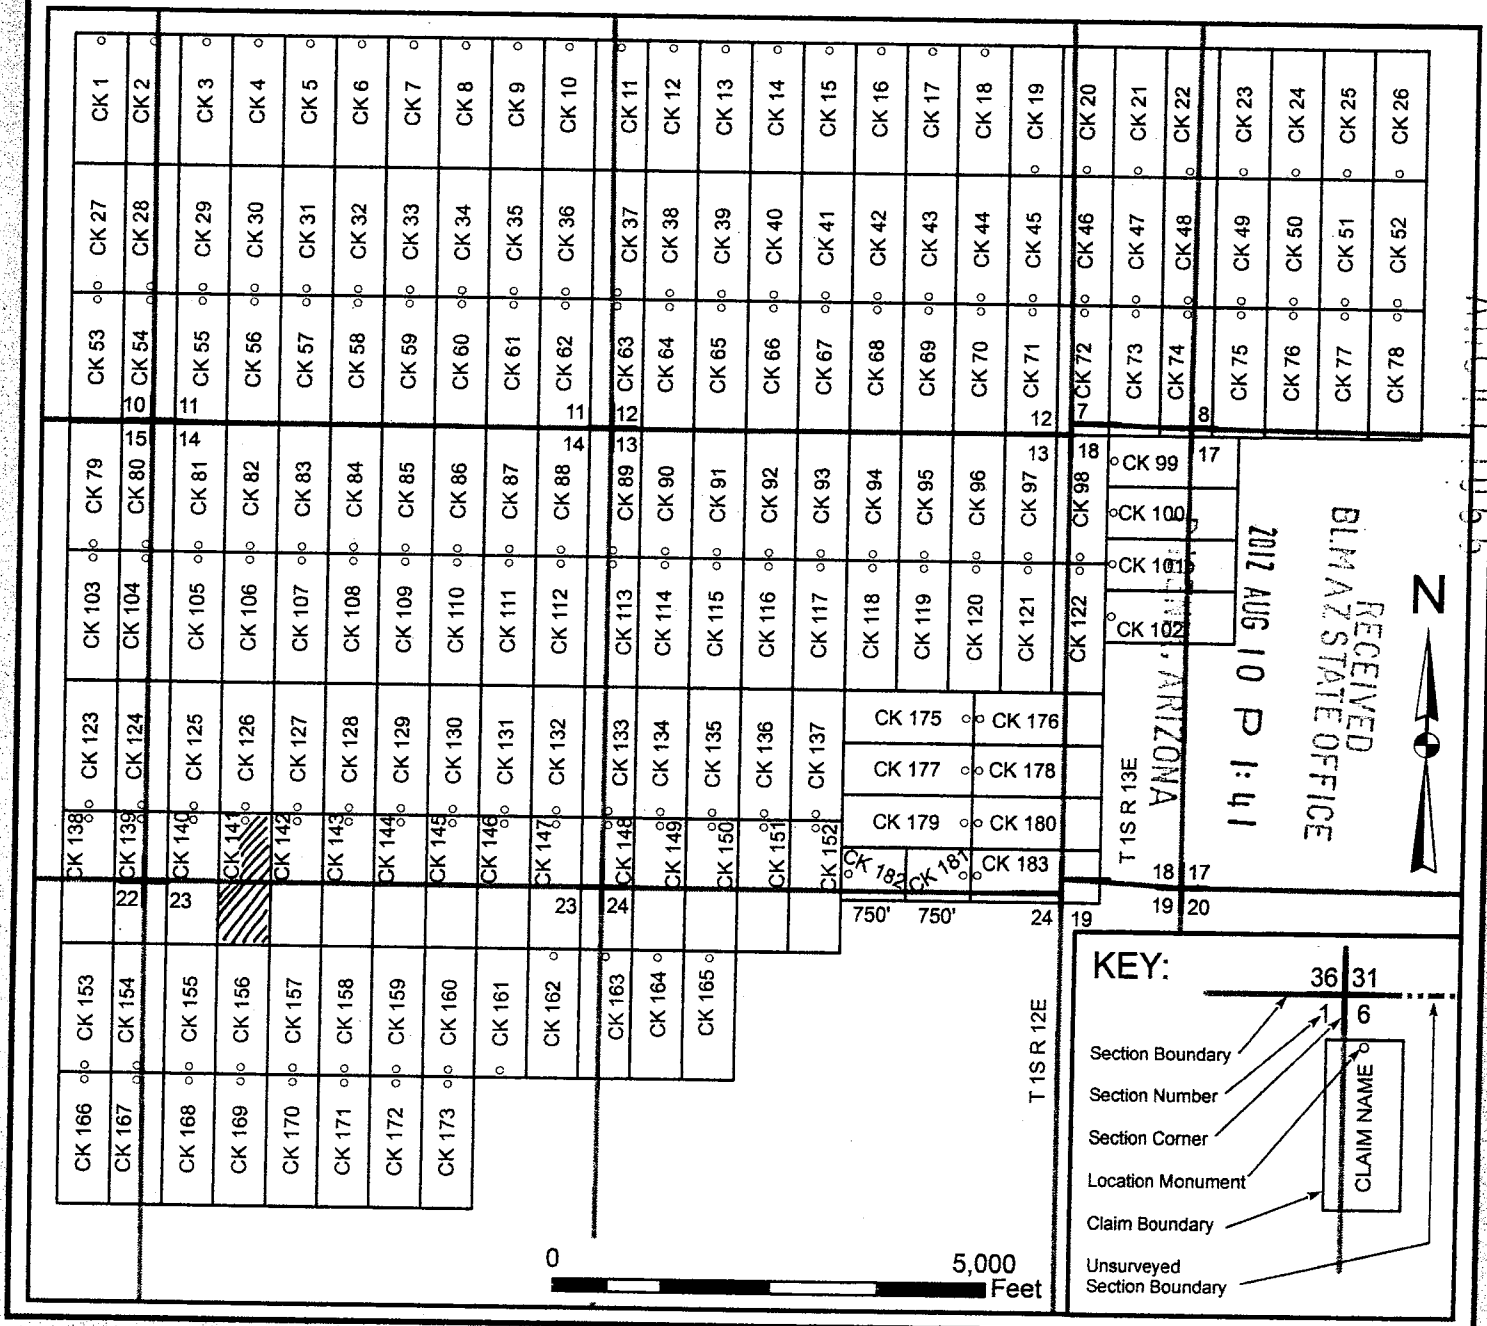 CK 1 CK 2 CK 3 CK 4 CK 5 CK 6 CK 7 CK 8 CK 9 CK 10 CK 11 CK 12 CK 13 CK 14 CK 15 CK 16 CK 17 CK 18 CK 19 CK 20 CK 21 CK 22 CK 23 CK 24 CK 25 CK 26
CK 27 CK 28 CK 29 CK 30 CK 31 CK 32 CK 33 CK 34 CK 35 CK 36 CK 37 CK 38 CK 39 CK 40 CK 41 CK 42 CK 43 CK 44 CK 45 CK 46 CK 47 CK 48 CK 49 CK 50 CK 51 CK 52
CK 53 CK 54 CK 55 CK 56 CK 57 CK 58 CK 59 CK 60 CK 61 CK 62 CK 63 CK 64 CK 65 CK 66 CK 67 CK 68 CK 69 CK 70 CK 71 CK 72 CK 73 CK 74 CK 75 CK 76 CK 77 CK 78
10 11 11 12 12 7 8
15 14 14 13 13 18 17
CK 79 CK 80 CK 81 CK 82 CK 83 CK 84 CK 85 CK 86 CK 87 CK 88 CK 89 CK 90 CK 91 CK 92 CK 93 CK 94 CK 95 CK 96 CK 97 CK 98
CK 99
CK 100
CK 101
CK 102
CK 103 CK 104 CK 105 CK 106 CK 107 CK 108 CK 109 CK 110 CK 111 CK 112 CK 113 CK 114 CK 115 CK 116 CK 117 CK 118 CK 119 CK 120 CK 121 CK 122
CK 123 CK 124 CK 125 CK 126 CK 127 CK 128 CK 129 CK 130 CK 131 CK 132 CK 133 CK 134 CK 135 CK 136 CK 137
CK 175 CK 176
CK 177 CK 178
CK 179 CK 180
CK 138 CK 139 CK 140 CK 141 CK 142 CK 143 CK 144 CK 145 CK 146 CK 147 CK 148 CK 149 CK 150 CK 151 CK 152
CK 182 CK 181 CK 183
18 17
22 23 23 24 750' 750' 24 19 19 20
CK 153 CK 154 CK 155 CK 156 CK 157 CK 158 CK 159 CK 160 CK 161 CK 162 CK 163 CK 164 CK 165
CK 166 CK 167 CK 168 CK 169 CK 170 CK 171 CK 172 CK 173
T 1S R 12E
T 1S R 13E
RECEIVED
BLM AZ STATE OFFICE
2012 AUG 10 P 1:41
ARIZONA
N
KEY:
36 31
1 6
Section Boundary
Section Number
Section Corner
Location Monument
Claim Boundary
Unsurveyed
Section Boundary
CLAIM NAME
0 5,000
Feet